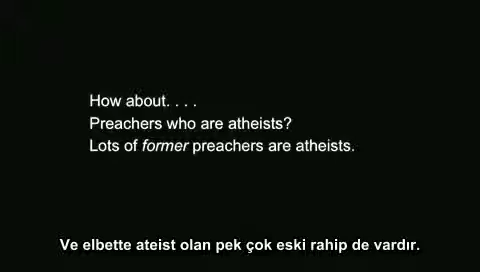 How about. . . .
Preachers who are atheists?
Lots of former preachers are atheists.
Ve elbette ateist olan pek çok eski rahip de vardır.